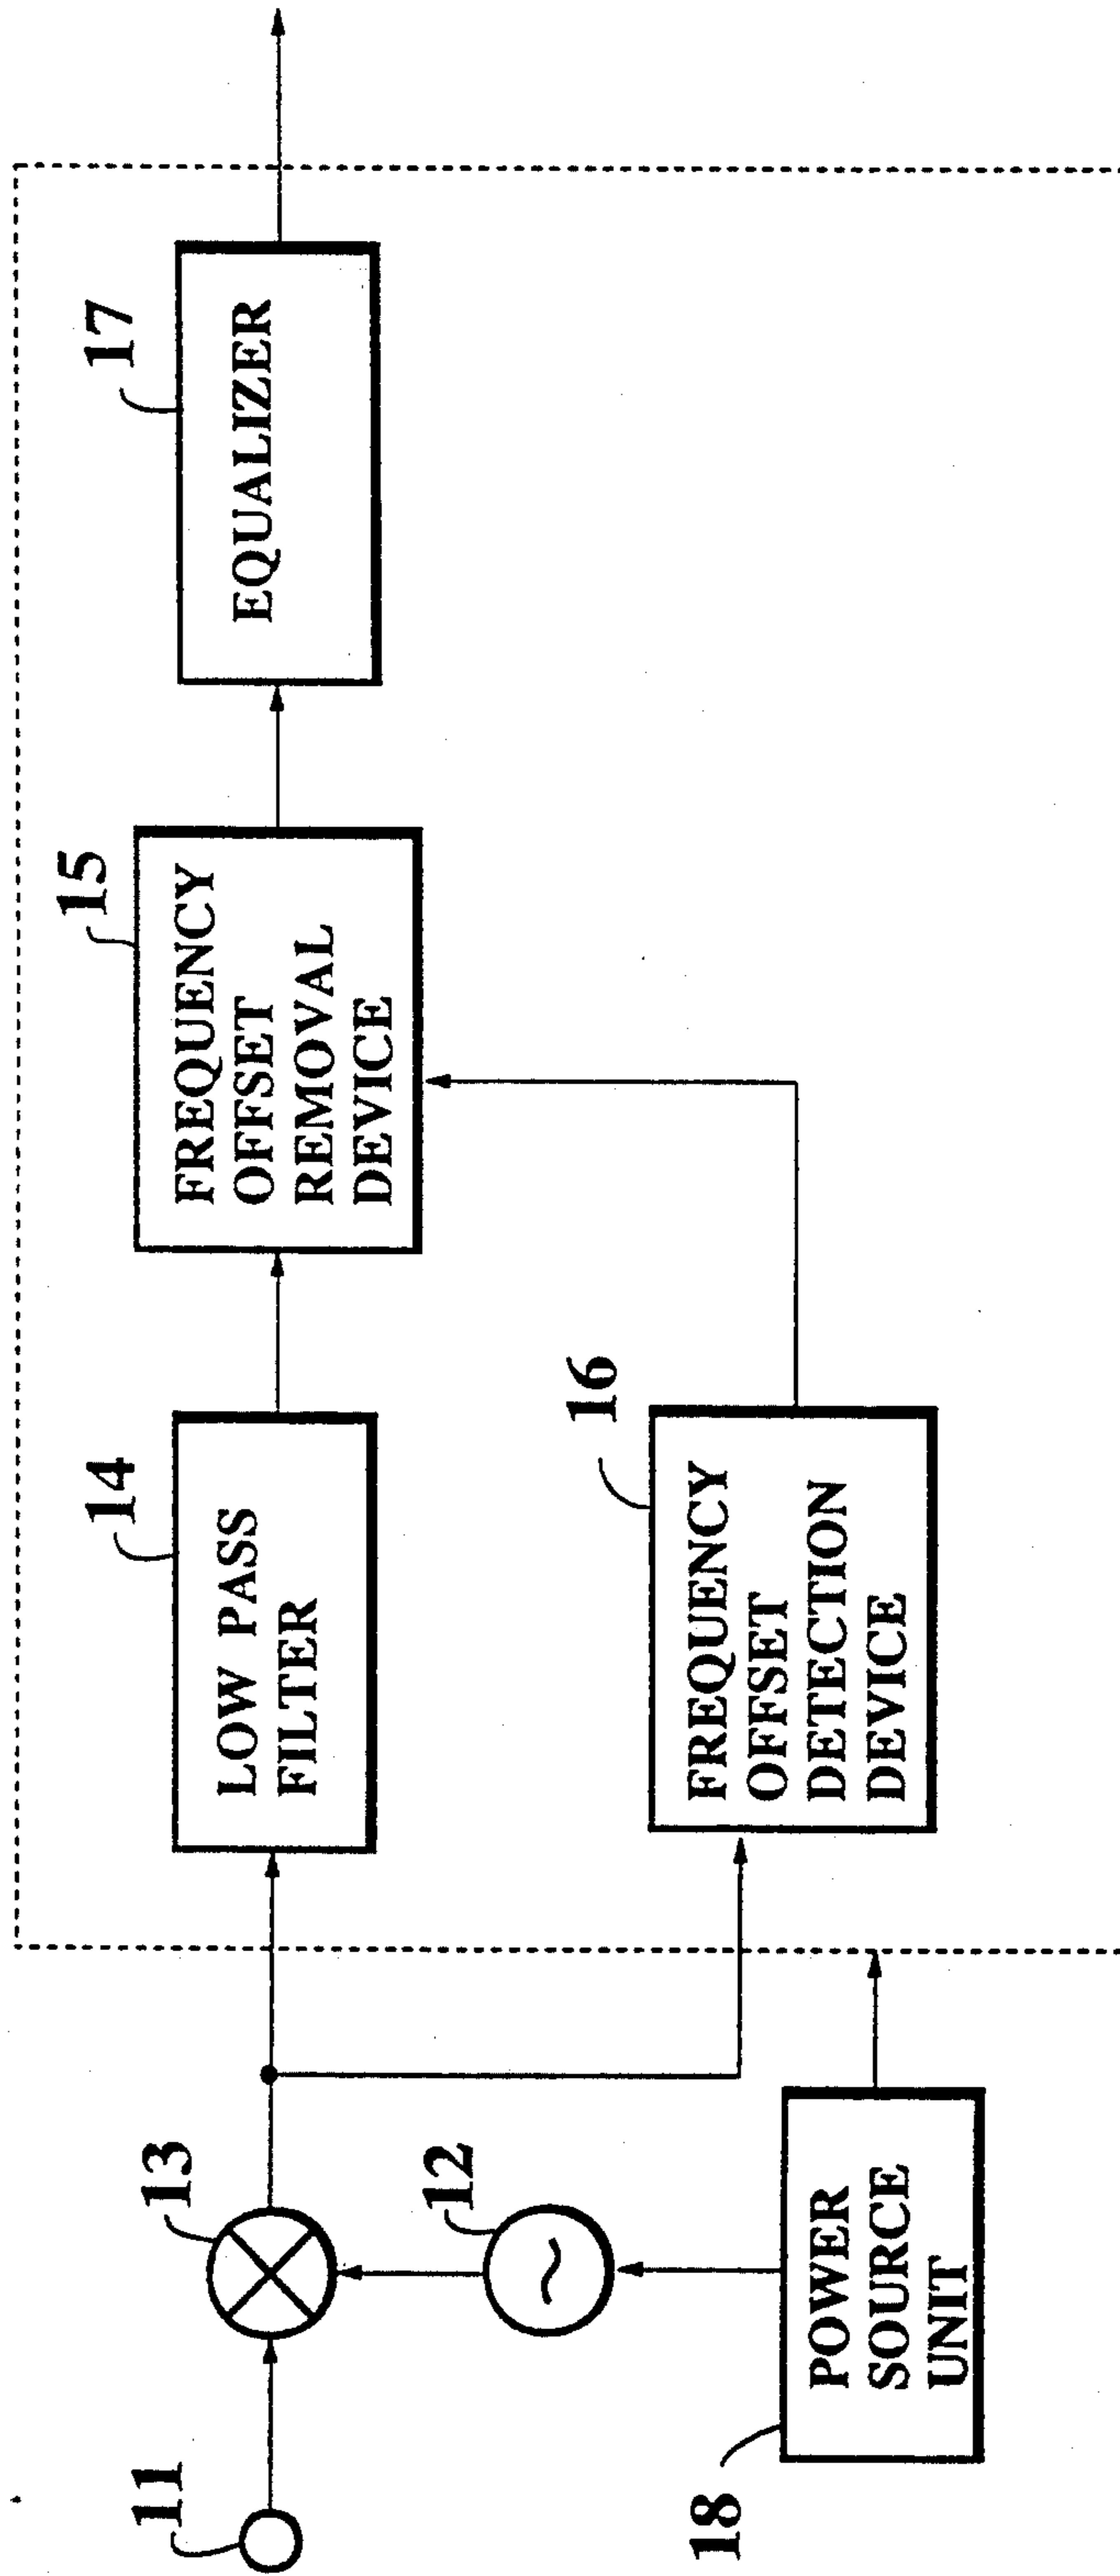 11
13
12
18
POWER
SOURCE
UNIT
14
LOW PASS
FILTER
16
FREQUENCY
OFFSET
DETECTION
DEVICE
15
FREQUENCY
OFFSET
REMOVAL
DEVICE
17
EQUALIZER